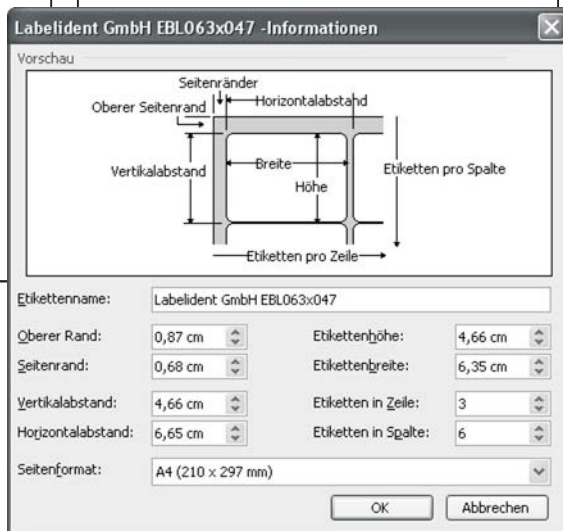 Labelident GmbH EBL063x047 -Informationen
Vorschau
Seitenränder
Oberer Seitenrand
Horizontalabstand
Vertikalabstand
Breite
Höhe
Etiketten pro Spalte
Etiketten pro Zeile
Etikettenname: Labelident GmbH EBL063x047
Oberer Rand: 0,87 cm Etikettenhöhe: 4,66 cm
Seitenrand: 0,68 cm Etikettenbreite: 6,35 cm
Vertikalabstand: 4,66 cm Etiketten in Zeile: 3
Horizontalabstand: 6,65 cm Etiketten in Spalte: 6
Seitenformat: A4 (210 x 297 mm)
OK Abbrechen